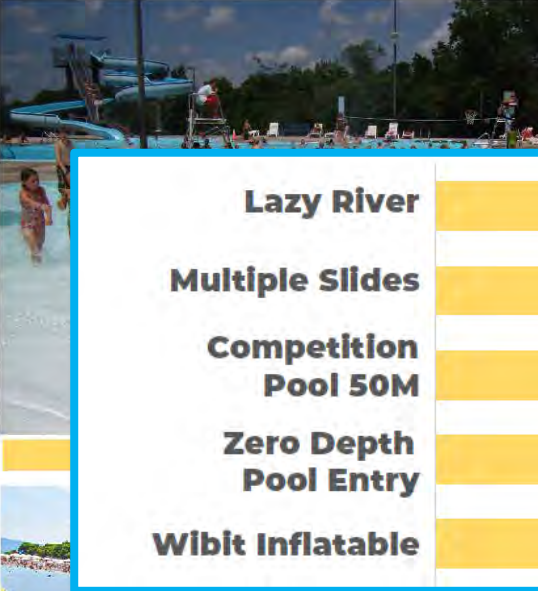 Lazy River
Multiple Slides
Competition
Pool 50M
Zero Depth
Pool Entry
Wibit Inflatable